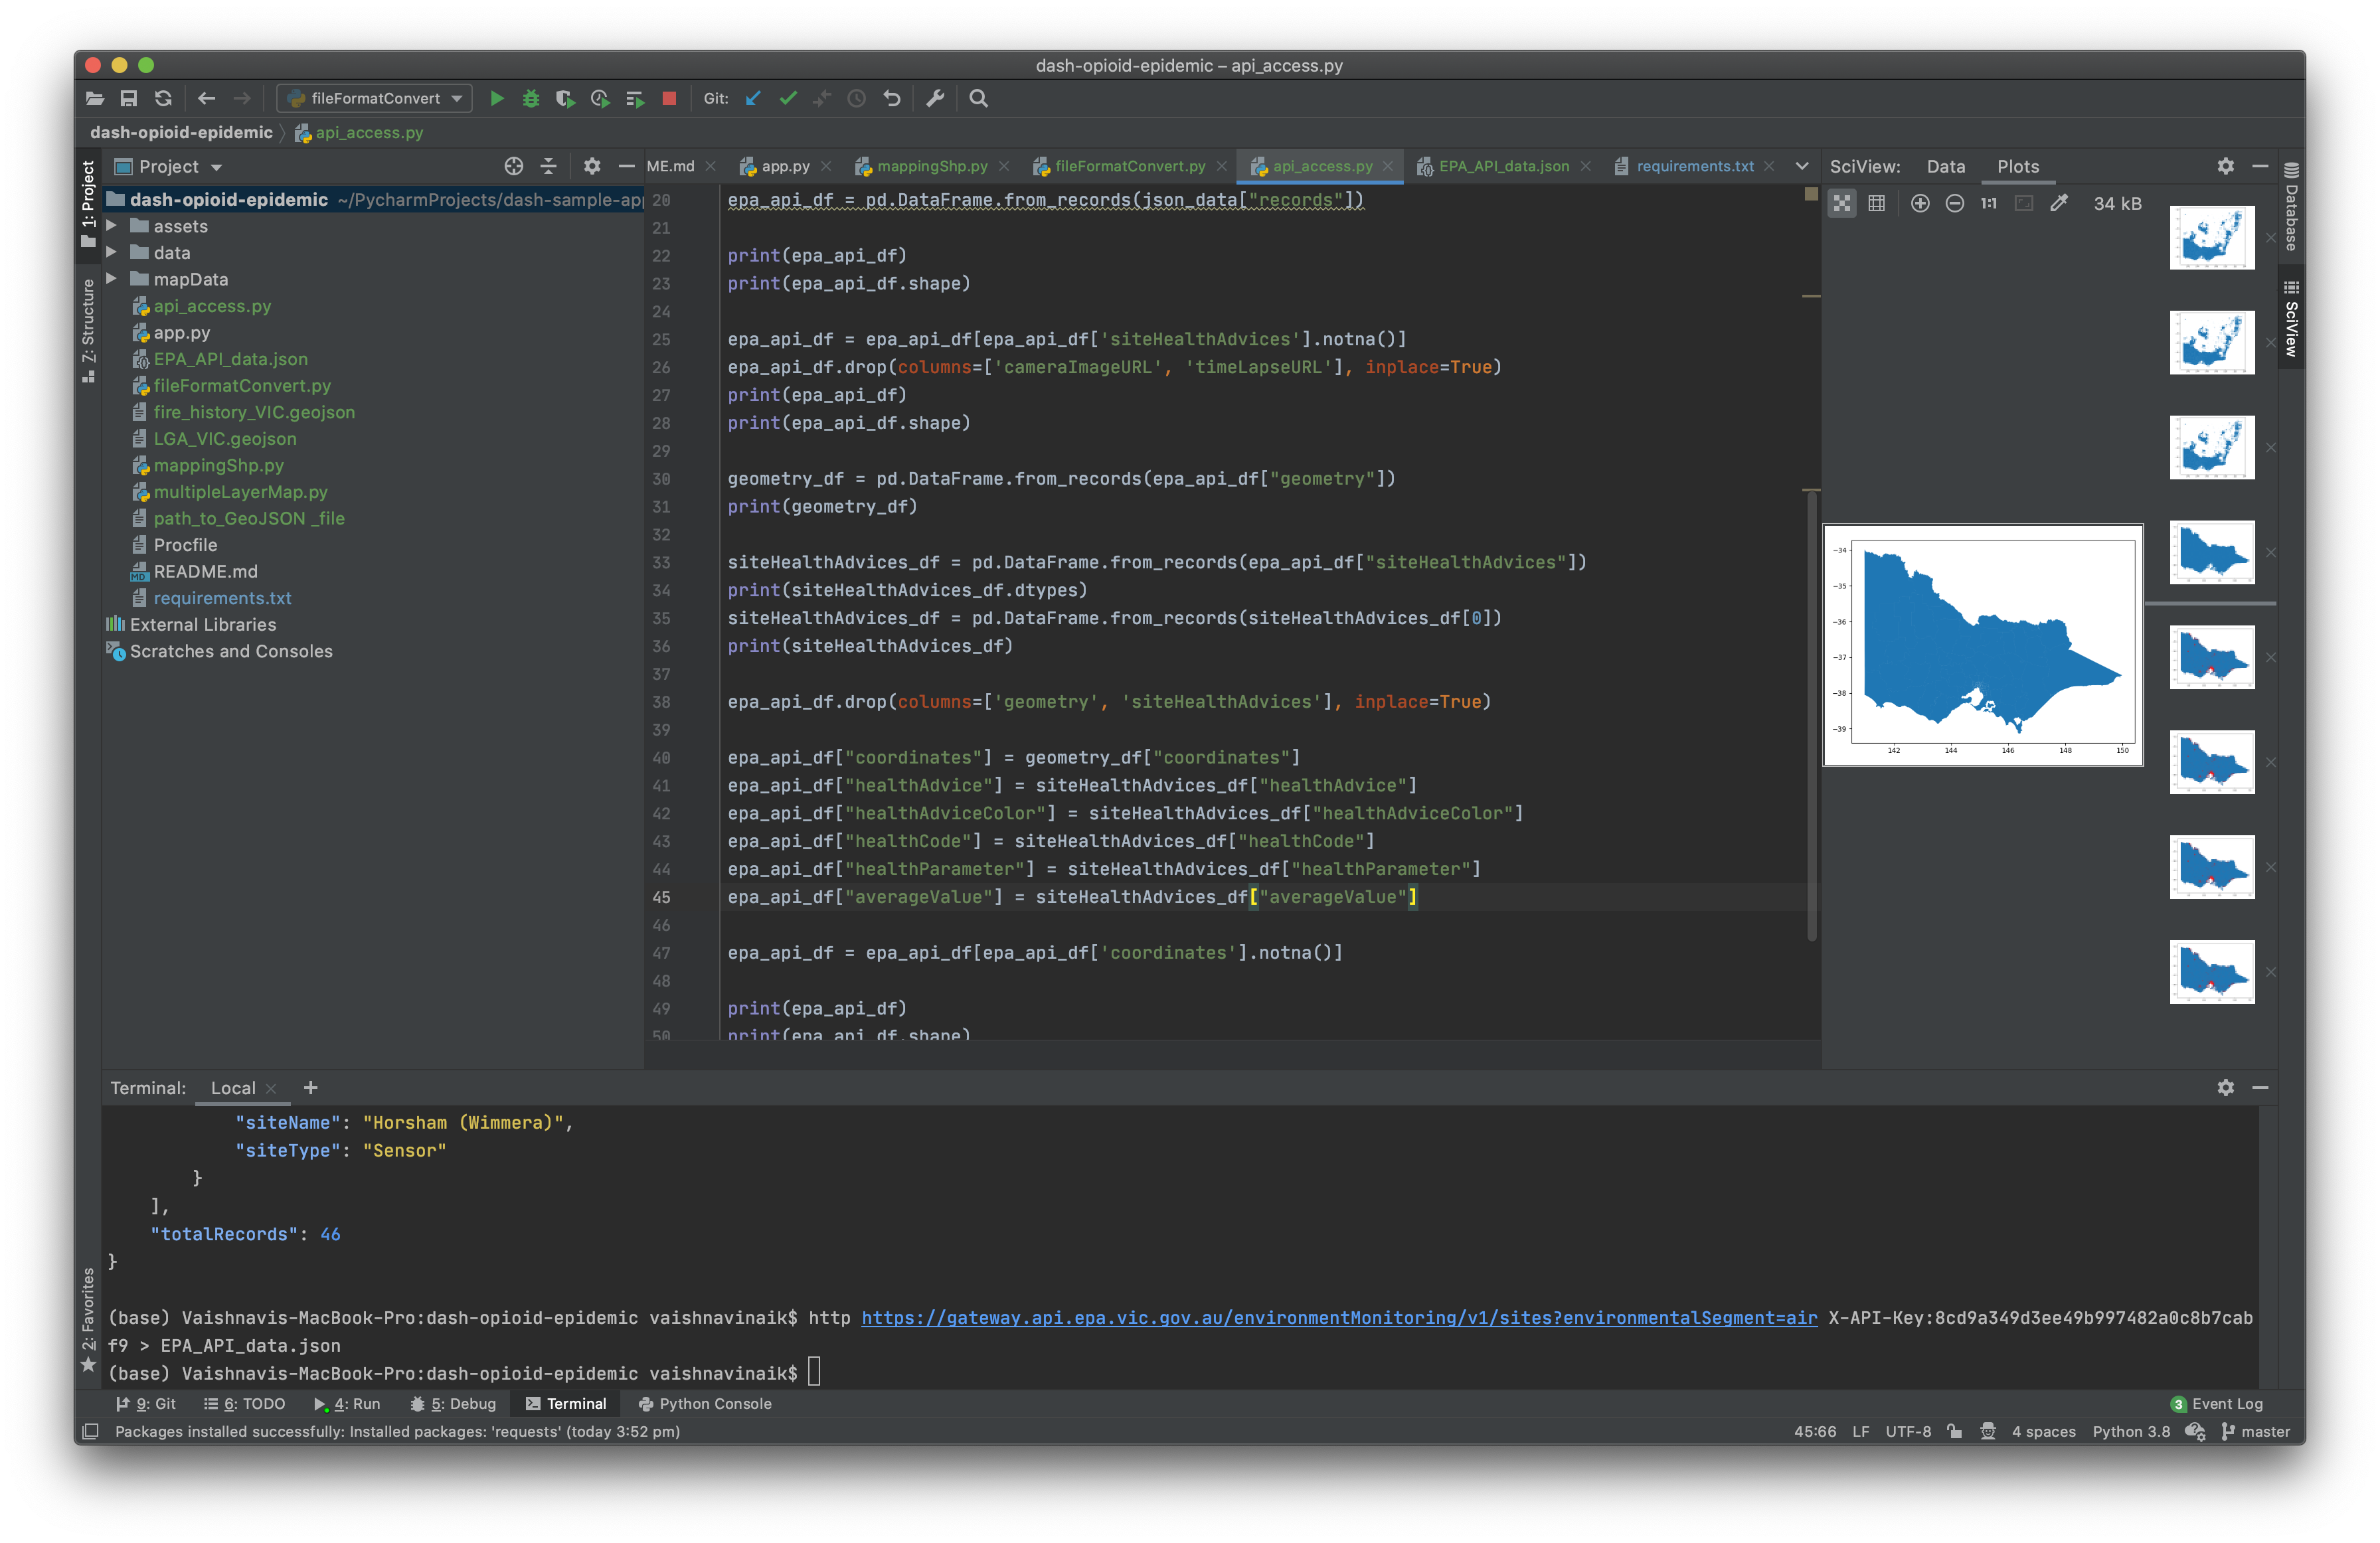 dash-opioid-epidemic – api_access.py
fileFormatConvert
Git:
dash-opioid-epidemic
api_access.py
1: Project
Z: Structure
2: Favorites
Project
dash-opioid-epidemic ~/PycharmProjects/dash-sample-app
assets
data
mapData
api_access.py
app.py
EPA_API_data.json
fileFormatConvert.py
fire_history_VIC.geojson
LGA_VIC.geojson
mappingShp.py
multipleLayerMap.py
path_to_GeoJSON _file
Procfile
README.md
requirements.txt
External Libraries
Scratches and Consoles
ME.md
app.py
mappingShp.py
fileFormatConvert.py
api_access.py
EPA_API_data.json
requirements.txt
20 epa_api_df = pd.DataFrame.from_records(json_data["records"])
21
22 print(epa_api_df)
23 print(epa_api_df.shape)
24
25 epa_api_df = epa_api_df[epa_api_df['siteHealthAdvices'].notna()]
26 epa_api_df.drop(columns=['cameraImageURL', 'timeLapseURL'], inplace=True)
27 print(epa_api_df)
28 print(epa_api_df.shape)
29
30 geometry_df = pd.DataFrame.from_records(epa_api_df["geometry"])
31 print(geometry_df)
32
33 siteHealthAdvices_df = pd.DataFrame.from_records(epa_api_df["siteHealthAdvices"])
34 print(siteHealthAdvices_df.dtypes)
35 siteHealthAdvices_df = pd.DataFrame.from_records(siteHealthAdvices_df[0])
36 print(siteHealthAdvices_df)
37
38 epa_api_df.drop(columns=['geometry', 'siteHealthAdvices'], inplace=True)
39
40 epa_api_df["coordinates"] = geometry_df["coordinates"]
41 epa_api_df["healthAdvice"] = siteHealthAdvices_df["healthAdvice"]
42 epa_api_df["healthAdviceColor"] = siteHealthAdvices_df["healthAdviceColor"]
43 epa_api_df["healthCode"] = siteHealthAdvices_df["healthCode"]
44 epa_api_df["healthParameter"] = siteHealthAdvices_df["healthParameter"]
45 epa_api_df["averageValue"] = siteHealthAdvices_df["averageValue"]
46
47 epa_api_df = epa_api_df[epa_api_df['coordinates'].notna()]
48
49 print(epa_api_df)
50 print(epa_api_df.shape)
SciView: Data Plots
1:1 34 kB
Database
SciView
−34
−35
−36
−37
−38
−39
142 144 146 148 150
Terminal: Local +
"siteName": "Horsham (Wimmera)",
"siteType": "Sensor"
}
],
"totalRecords": 46
}
(base) Vaishnavis-MacBook-Pro:dash-opioid-epidemic vaishnavinaik$ http https://gateway.api.epa.vic.gov.au/environmentMonitoring/v1/sites?environmentalSegment=air X-API-Key:8cd9a349d3ee49b997482a0c8b7cab
f9 > EPA_API_data.json
(base) Vaishnavis-MacBook-Pro:dash-opioid-epidemic vaishnavinaik$
9: Git 6: TODO 4: Run 5: Debug Terminal Python Console 3 Event Log
Packages installed successfully: Installed packages: 'requests' (today 3:52 pm) 45:66 LF UTF-8 4 spaces Python 3.8 master